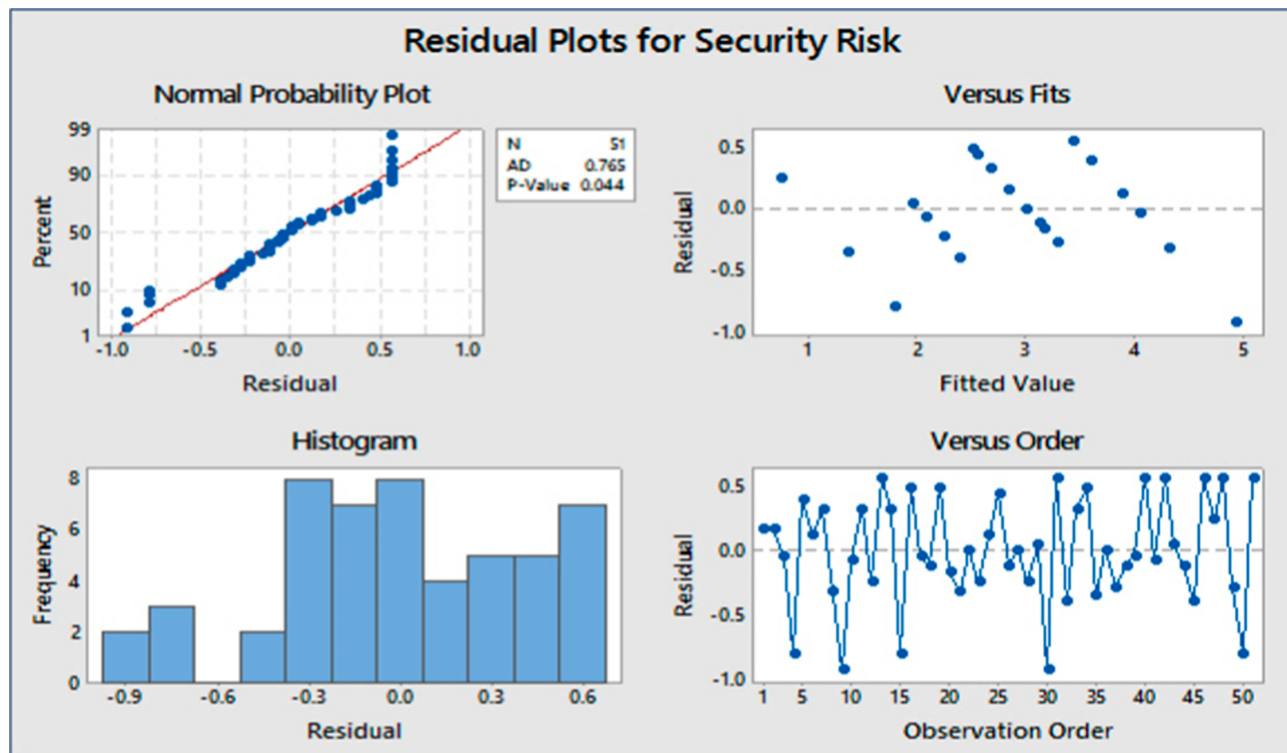 Residual Plots for Security Risk
Normal Probability Plot
99
90
50
10
1
Percent
-1.0
-0.5
0.0
0.5
1.0
Residual
N 51
AD 0.765
P-Value 0.044
Versus Fits
0.5
0.0
-0.5
-1.0
Residual
1
2
3
4
5
Fitted Value
Histogram
8
6
4
2
0
Frequency
-0.9
-0.6
-0.3
0.0
0.3
0.6
Residual
Versus Order
0.5
0.0
-0.5
-1.0
Residual
1
5
10
15
20
25
30
35
40
45
50
Observation Order